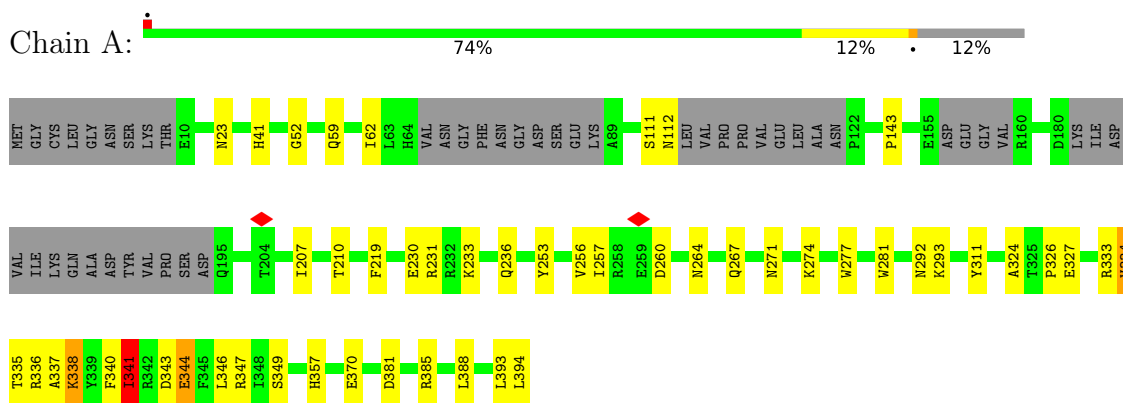 Chain A:
•
74% 12% • 12%
MET GLY CYS LEU GLY ASN SER LYS THR E10 N23 H41 G52 Q59 I62 L63 H64 VAL ASN GLY PHE ASN GLY ASP SER GLU LYS A89 S111 N112 LEU VAL PRO PRO VAL GLU LEU ALA ASN P122 P143 E155 ASP GLU GLY VAL R160 D180 LYS ILE ASP
VAL ILE LYS GLN ALA ASP TYR VAL PRO SER ASP Q195 T204 I207 T210 F219 E230 R231 R232 K233 Q236 Y253 V256 I257 R258 E259 D260 N264 Q267 N271 K274 W277 W281 N292 K293 Y311 A324 T325 P326 E327 R333
T335 R336 A337 K338 Y339 F340 I341 R342 D343 E344 F345 L346 R347 I348 S349 H357 E370 D381 R385 L388 L393 L394